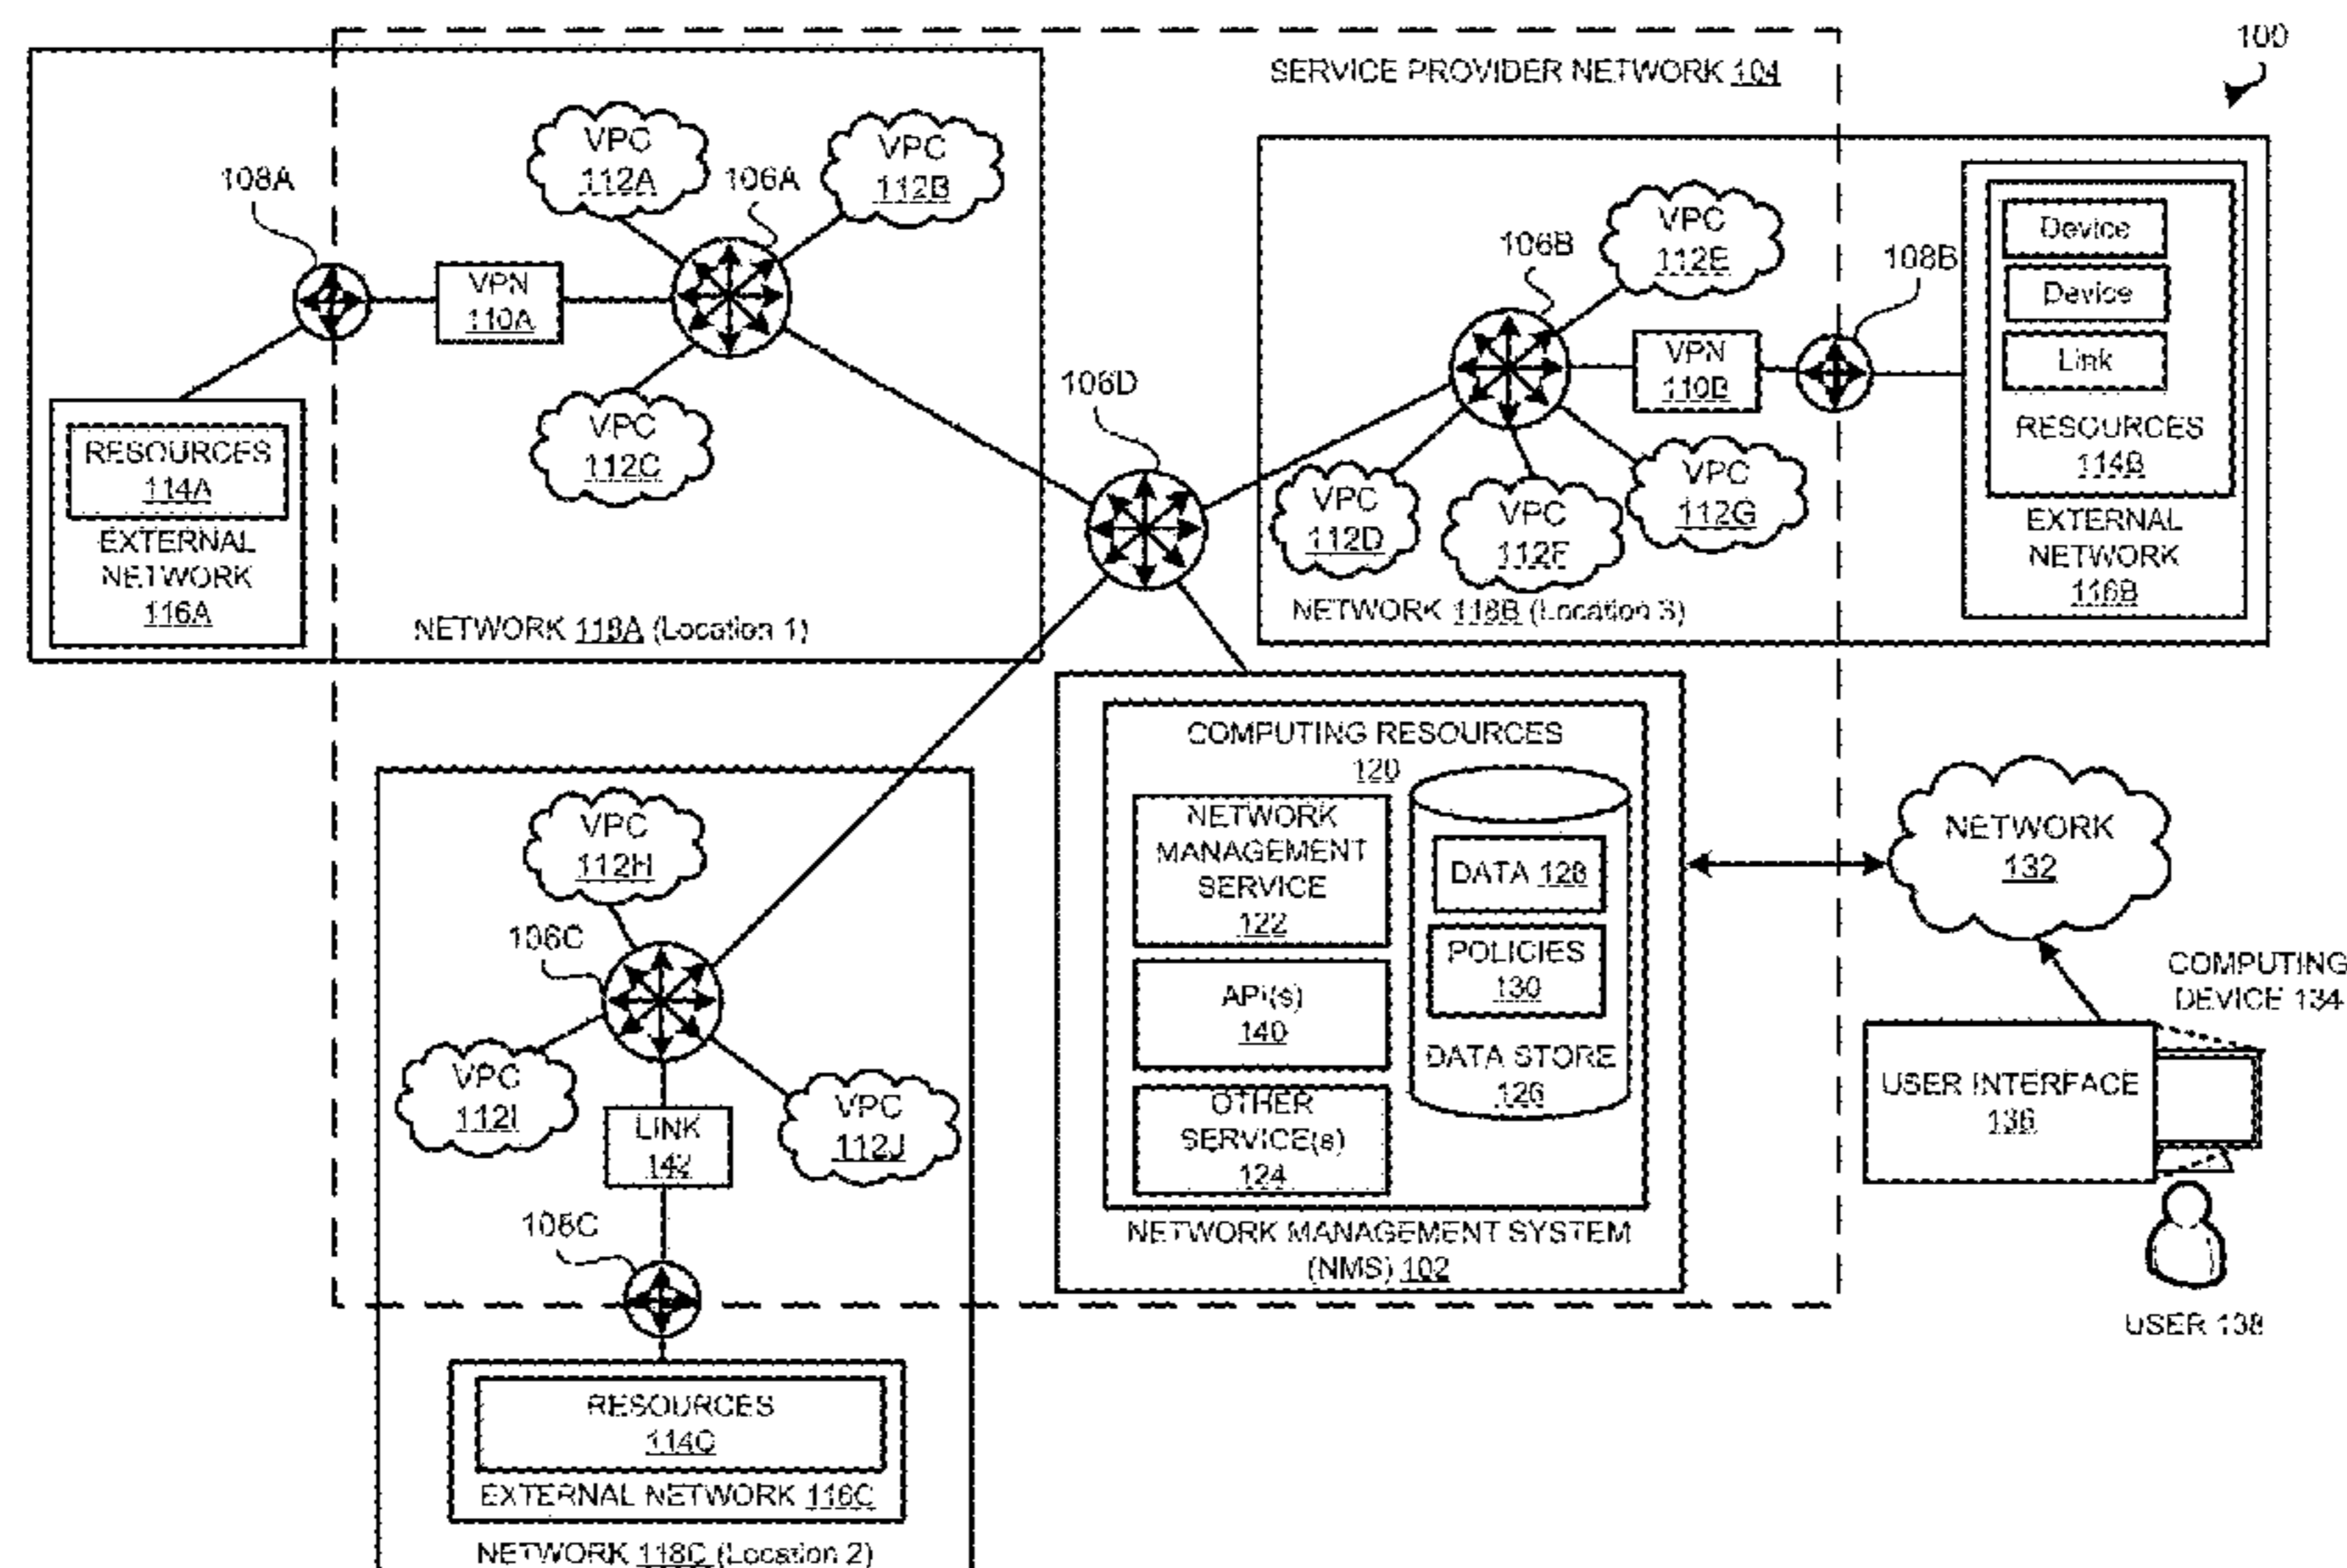 100
SERVICE PROVIDER NETWORK 104
108A
VPN
110A
VPC
112A
106A
VPC
112B
VPC
112C
RESOURCES
114A
EXTERNAL
NETWORK
116A
NETWORK 118A (Location 1)
106D
106B
VPC
112E
VPN
110B
108B
VPC
112D
VPC
112F
VPC
112G
Device
Device
Link
RESOURCES
114B
EXTERNAL
NETWORK
116B
NETWORK 118B (Location 3)
VPC
112H
106C
VPC
112I
LINK
142
VPC
112J
108C
RESOURCES
114C
EXTERNAL NETWORK 116C
NETWORK 118C (Location 2)
COMPUTING RESOURCES
120
NETWORK
MANAGEMENT
SERVICE
122
API(s)
140
OTHER
SERVICE(s)
124
DATA 128
POLICIES
130
DATA STORE
126
NETWORK MANAGEMENT SYSTEM
(NMS) 102
NETWORK
132
COMPUTING
DEVICE 134
USER INTERFACE
136
USER 138